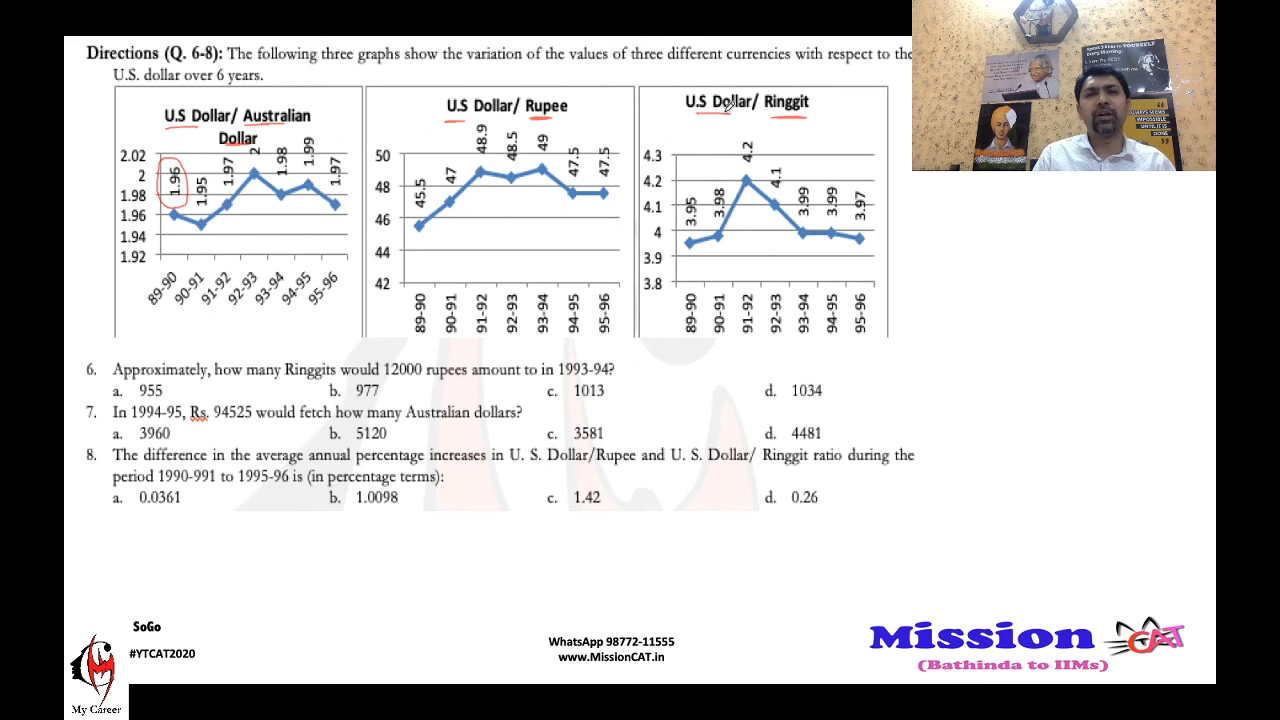 Directions (Q. 6-8): The following three graphs show the variation of the values of three different currencies with respect to the
U.S. dollar over 6 years.
U.S Dollar/ Australian
Dollar
2.02
2
1.98
1.96
1.94
1.92
1.96
1.95
1.97
2
1.98
1.99
1.97
89-90
90-91
91-92
92-93
93-94
94-95
95-96
U.S Dollar/ Rupee
50
48
46
44
42
45.5
47
48.9
48.5
49
47.5
47.5
89-90
90-91
91-92
92-93
93-94
94-95
95-96
U.S Dollar/ Ringgit
4.3
4.2
4.1
4
3.9
3.8
3.95
3.98
4.2
4.1
3.99
3.99
3.97
89-90
90-91
91-92
92-93
93-94
94-95
95-96
6. Approximately, how many Ringgits would 12000 rupees amount to in 1993-94?
a. 955 b. 977 c. 1013 d. 1034
7. In 1994-95, Rs. 94525 would fetch how many Australian dollars?
a. 3960 b. 5120 c. 3581 d. 4481
8. The difference in the average annual percentage increases in U. S. Dollar/Rupee and U. S. Dollar/ Ringgit ratio during the
period 1990-991 to 1995-96 is (in percentage terms):
a. 0.0361 b. 1.0098 c. 1.42 d. 0.26
SoGo
#YTCAT2020
My Career
WhatsApp 98772-11555
www.MissionCAT.in
Mission CAT
(Bathinda to IIMs)
ALWAYS SEEMS
IMPOSSIBLE
UNTIL IT IS
DONE